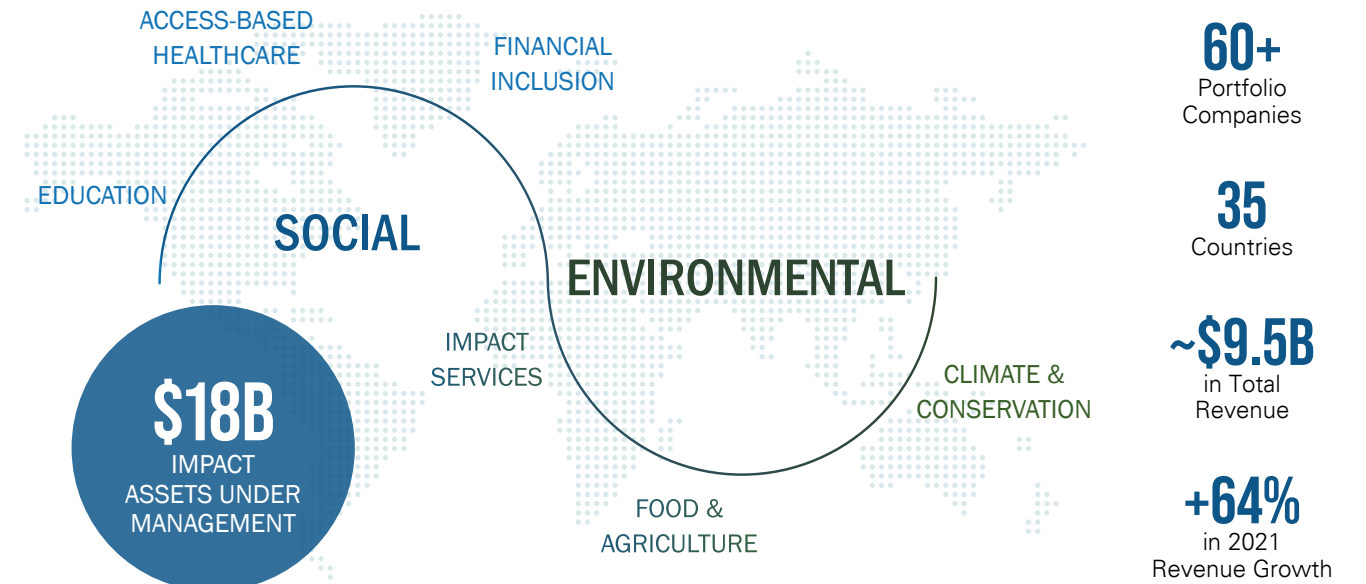 ACCESS-BASED
HEALTHCARE
FINANCIAL
INCLUSION
EDUCATION
SOCIAL
ENVIRONMENTAL
IMPACT
SERVICES
CLIMATE &
CONSERVATION
FOOD &
AGRICULTURE
$18B
IMPACT
ASSETS UNDER
MANAGEMENT
60+
Portfolio
Companies
35
Countries
~$9.5B
in Total
Revenue
+64%
in 2021
Revenue Growth